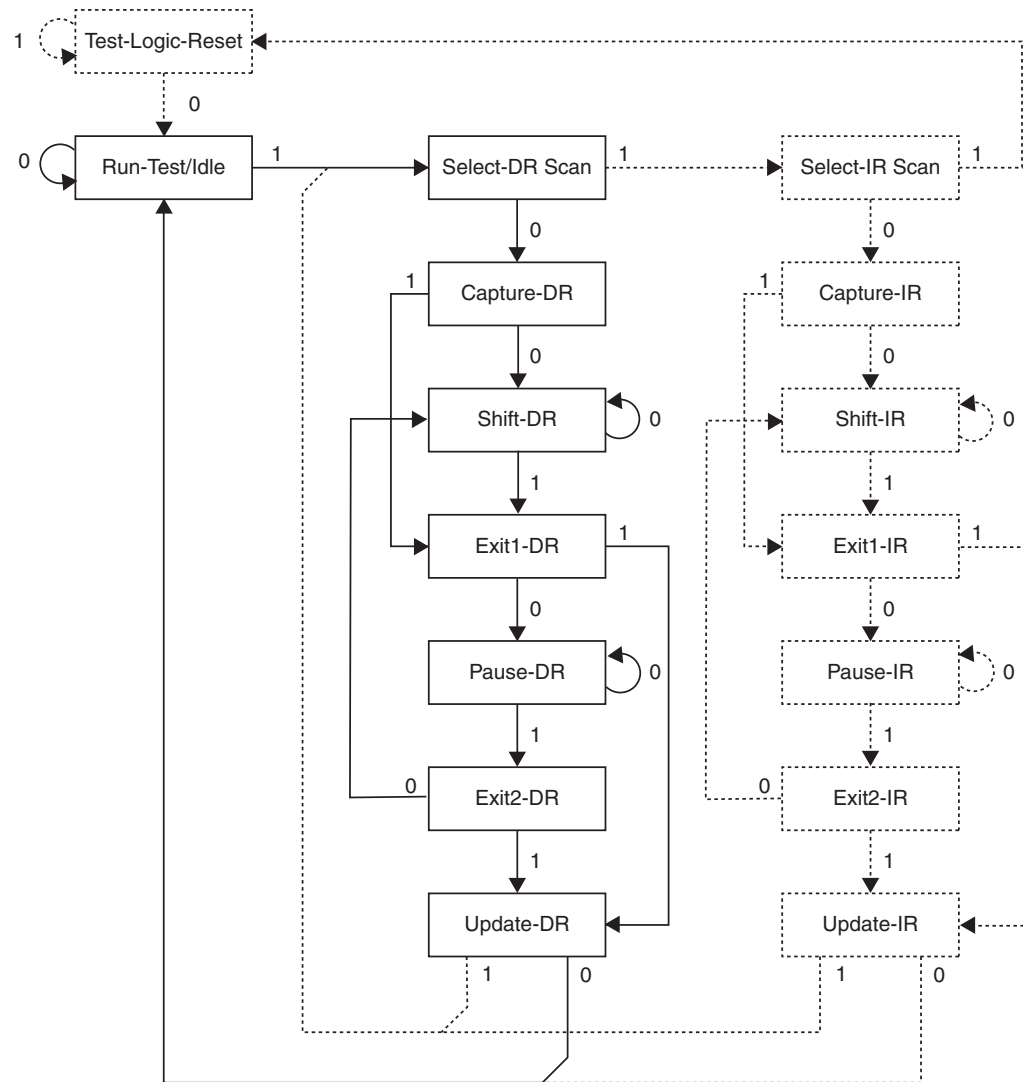 1 Test-Logic-Reset
0
0 Run-Test/Idle 1 Select-DR Scan 1 Select-IR Scan 1
0 0
1 Capture-DR 1 Capture-IR
0 0
Shift-DR 0 Shift-IR 0
1 1
Exit1-DR 1 Exit1-IR 1
0 0
Pause-DR 0 Pause-IR 0
1 1
0 Exit2-DR 0 Exit2-IR
1 1
Update-DR Update-IR
1 0 1 0